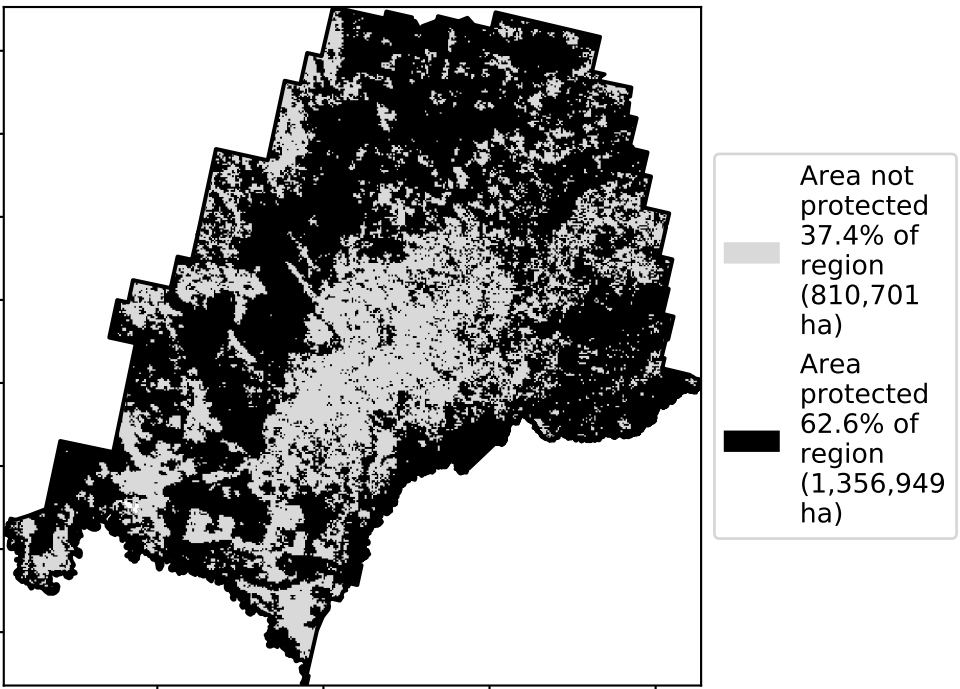 Area not
protected
37.4% of
region
(810,701
ha)
Area
protected
62.6% of
region
(1,356,949
ha)